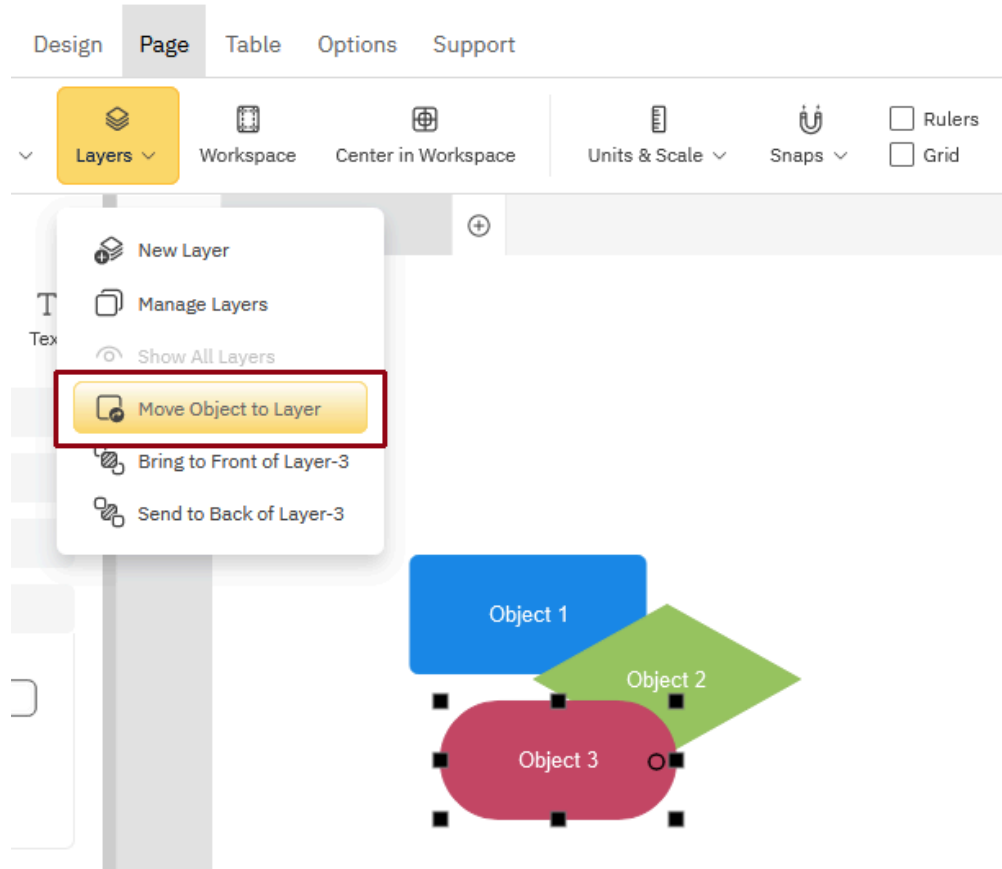 Design Page Table Options Support
Layers Workspace Center in Workspace Units & Scale Snaps Rulers
Grid
New Layer
Manage Layers
Show All Layers
Move Object to Layer
Bring to Front of Layer-3
Send to Back of Layer-3
T
Tex
Object 1
Object 2
Object 3